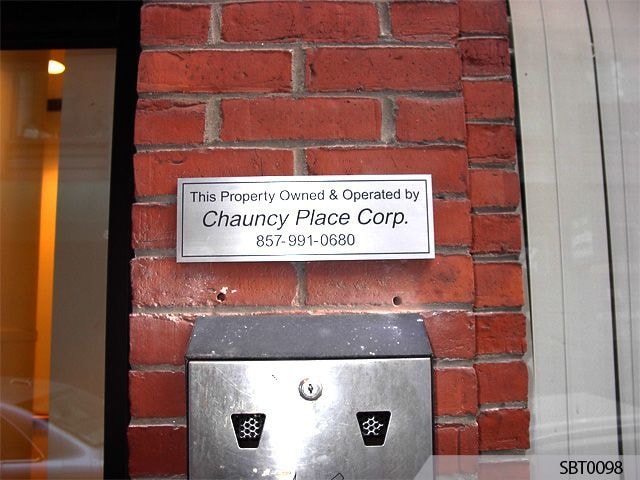 This Property Owned & Operated by
Chauncy Place Corp.
857-991-0680
SBT0098